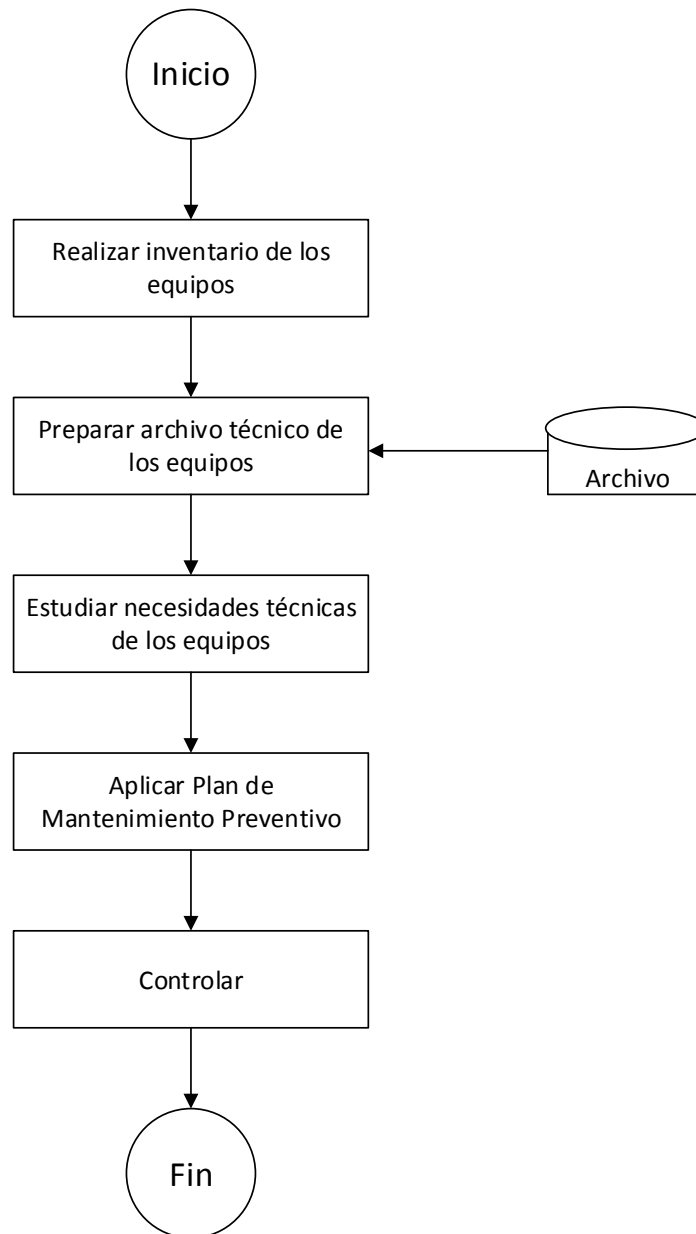 Inicio
Realizar inventario de los
equipos
Preparar archivo técnico de
los equipos
Archivo
Estudiar necesidades técnicas
de los equipos
Aplicar Plan de
Mantenimiento Preventivo
Controlar
Fin